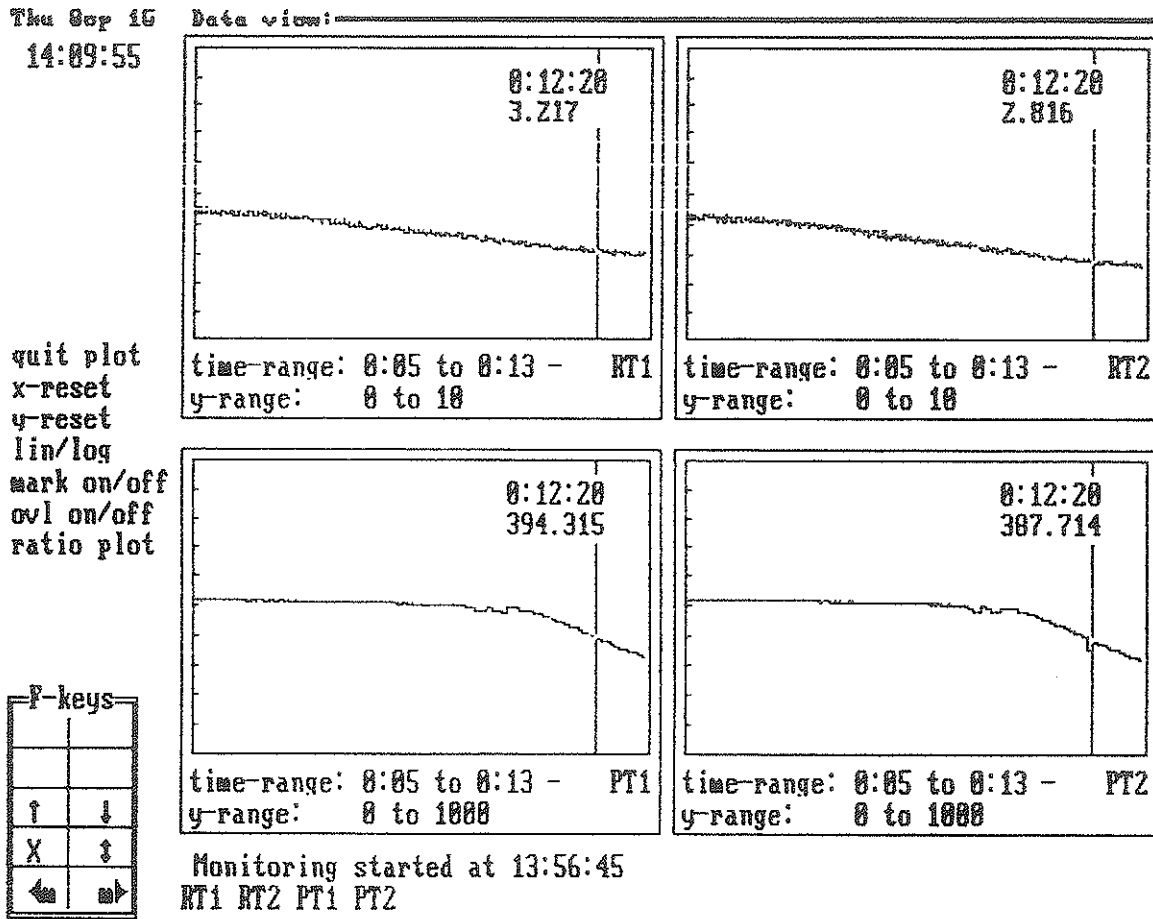 Thu Sep 16 Data view:
14:09:55
0:12:20
3.217
time-range: 0:05 to 0:13 - RT1
y-range: 0 to 10
0:12:20
2.816
time-range: 0:05 to 0:13 - RT2
y-range: 0 to 10
quit plot
x-reset
y-reset
lin/log
mark on/off
ovl on/off
ratio plot
0:12:20
394.315
time-range: 0:05 to 0:13 - PT1
y-range: 0 to 1000
0:12:20
387.714
time-range: 0:05 to 0:13 - PT2
y-range: 0 to 1000
F-keys
↑ ↓
X ↕
Monitoring started at 13:56:45
RT1 RT2 PT1 PT2